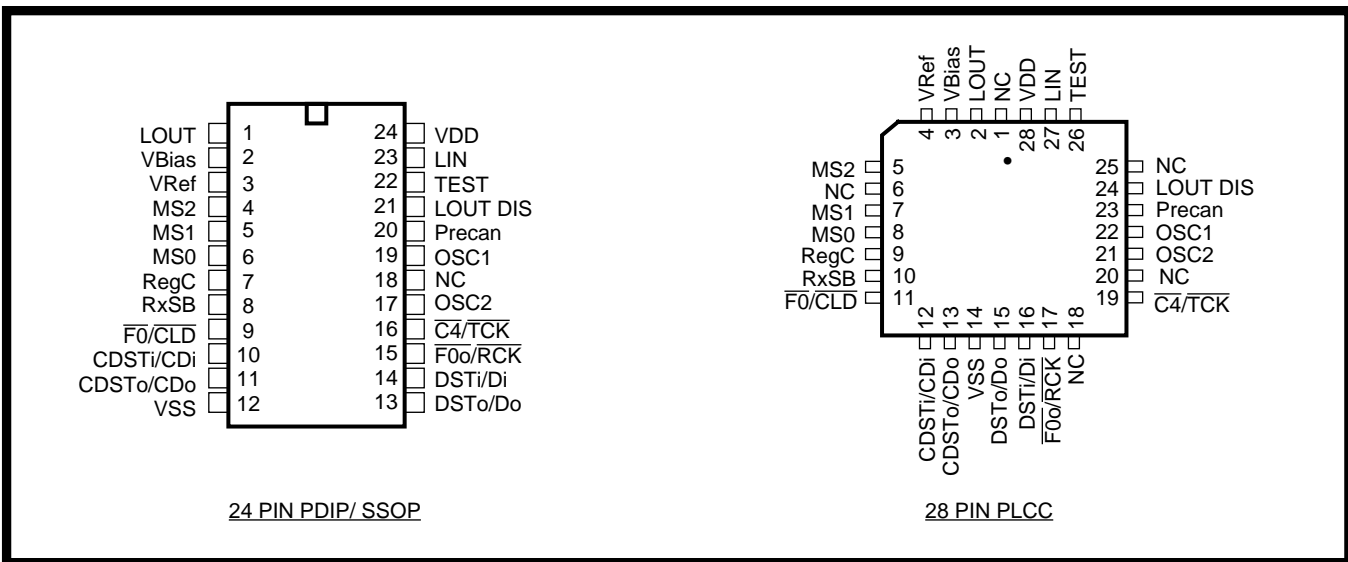 LOUT 1 24 VDD
VBias 2 23 LIN
VRef 3 22 TEST
MS2 4 21 LOUT DIS
MS1 5 20 Precan
MS0 6 19 OSC1
RegC 7 18 NC
RxSB 8 17 OSC2
F0/CLD 9 16 C4/TCK
CDSTi/CDi 10 15 F0o/RCK
CDSTo/CDo 11 14 DSTi/Di
VSS 12 13 DSTo/Do
24 PIN PDIP/ SSOP
VRef VBias LOUT NC VDD LIN TEST
4 3 2 1 28 27 26
MS2 5 25 NC
NC 6 24 LOUT DIS
MS1 7 23 Precan
MS0 8 22 OSC1
RegC 9 21 OSC2
RxSB 10 20 NC
F0/CLD 11 19 C4/TCK
12 13 14 15 16 17 18
CDSTi/CDi CDSTo/CDo VSS DSTo/Do DSTi/Di F0o/RCK NC
28 PIN PLCC